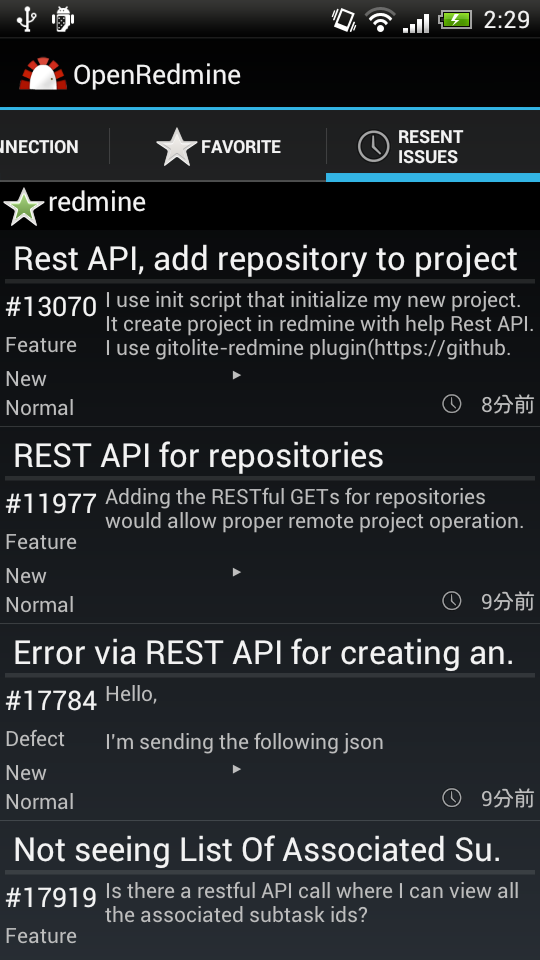 2:29
OpenRedmine
NNECTION
FAVORITE
RESENT
ISSUES
redmine
Rest API, add repository to project
#13070
I use init script that initialize my new project.
It create project in redmine with help Rest API.
I use gitolite-redmine plugin(https://github.
Feature
New
Normal
8分前
REST API for repositories
#11977
Adding the RESTful GETs for repositories
would allow proper remote project operation.
Feature
New
Normal
9分前
Error via REST API for creating an.
#17784
Hello,
I'm sending the following json
Defect
New
Normal
9分前
Not seeing List Of Associated Su.
#17919
Is there a restful API call where I can view all
the associated subtask ids?
Feature